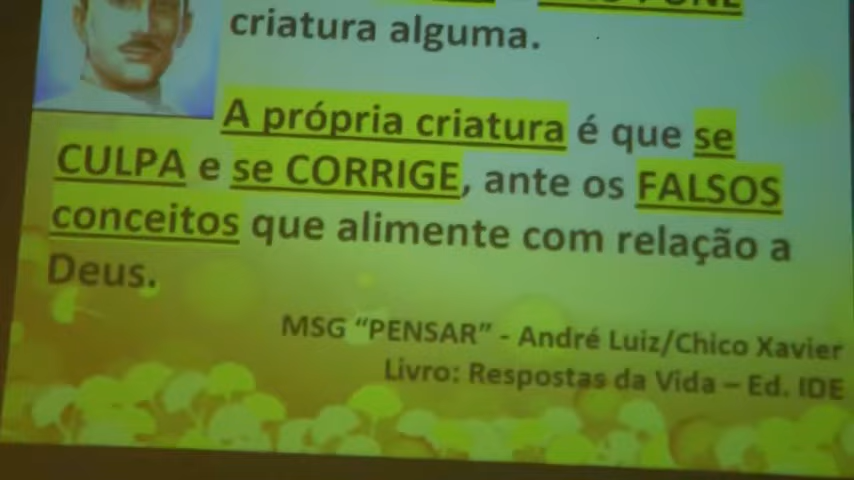 criatura alguma.
A própria criatura é que se
CULPA e se CORRIGE, ante os FALSOS
conceitos que alimente com relação a
Deus.
MSG “PENSAR” - André Luiz/Chico Xavier
Livro: Respostas da Vida – Ed. IDE